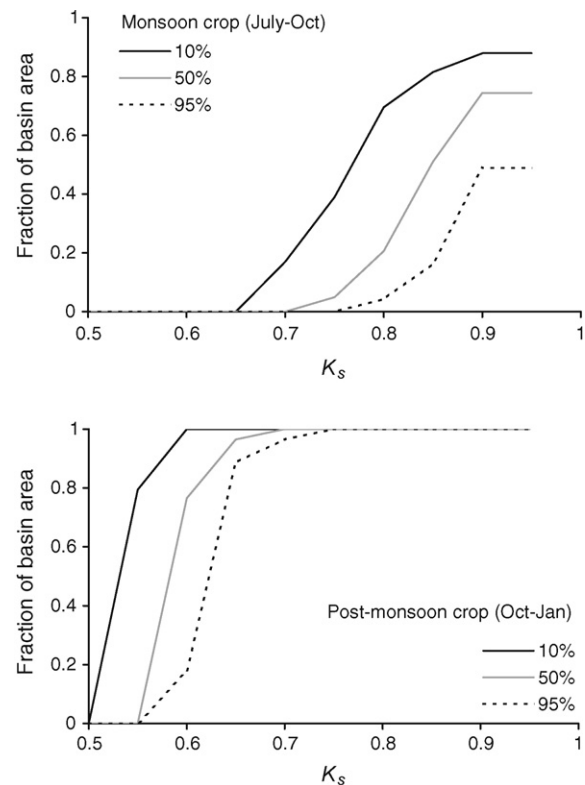 Monsoon crop (July-Oct)
10%
50%
95%
Fraction of basin area
1
0.8
0.6
0.4
0.2
0
0.5 0.6 0.7 0.8 0.9 1
Ks
Fraction of basin area
1
0.8
0.6
0.4
0.2
0
Post-monsoon crop (Oct-Jan)
10%
50%
95%
0.5 0.6 0.7 0.8 0.9 1
Ks